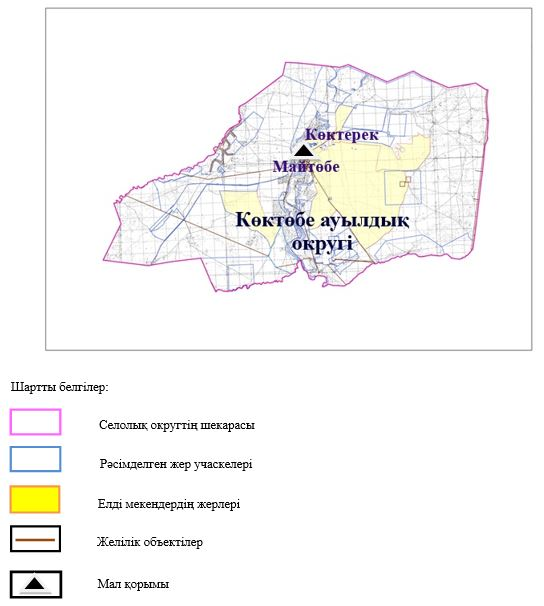 Көктерек
Майтөбе
Көктөбе ауылдық
округі
Шартты белгілер:
Селолық округтің шекарасы
Рәсімделген жер учаскелері
Елді мекендердің жерлері
Желілік объектілер
Мал қорымы